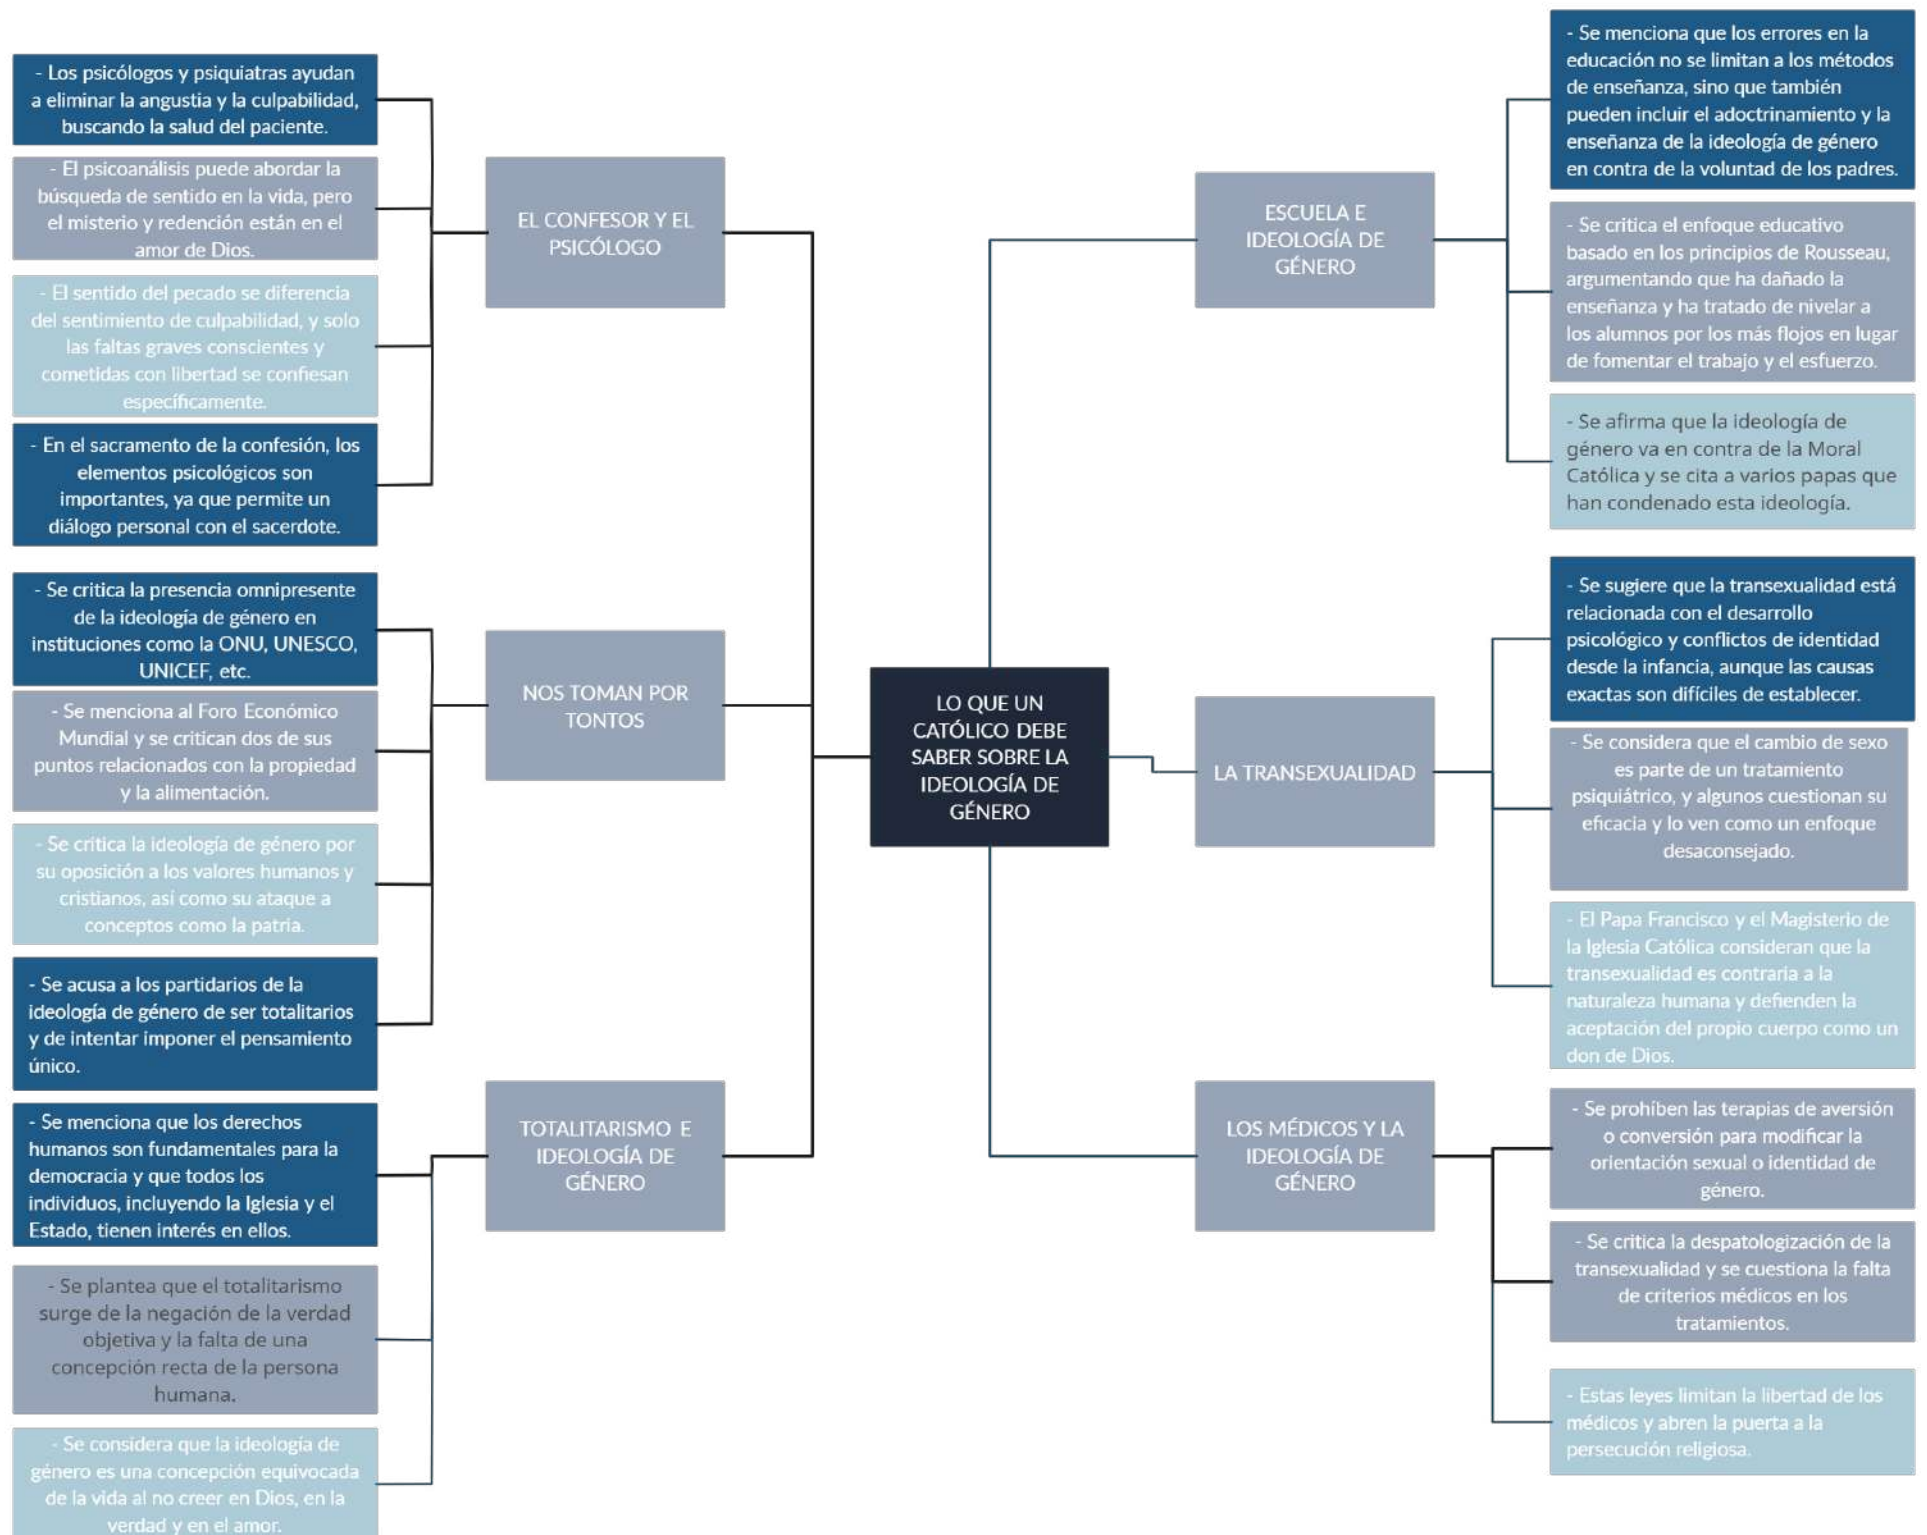 LO QUE UN
CATÓLICO DEBE
SABER SOBRE LA
IDEOLOGÍA DE
GÉNERO
EL CONFESOR Y EL
PSICÓLOGO
- Los psicólogos y psiquiatras ayudan
a eliminar la angustia y la culpabilidad,
buscando la salud del paciente.
- El psicoanálisis puede abordar la
búsqueda de sentido en la vida, pero
el misterio y redención están en el
amor de Dios.
- El sentido del pecado se diferencia
del sentimiento de culpabilidad, y solo
las faltas graves conscientes y
cometidas con libertad se confiesan
específicamente.
- En el sacramento de la confesión, los
elementos psicológicos son
importantes, ya que permite un
diálogo personal con el sacerdote.
NOS TOMAN POR
TONTOS
- Se critica la presencia omnipresente
de la ideología de género en
instituciones como la ONU, UNESCO,
UNICEF, etc.
- Se menciona al Foro Económico
Mundial y se critican dos de sus
puntos relacionados con la propiedad
y la alimentación.
- Se critica la ideología de género por
su oposición a los valores humanos y
cristianos, así como su ataque a
conceptos como la patria.
- Se acusa a los partidarios de la
ideología de género de ser totalitarios
y de intentar imponer el pensamiento
único.
TOTALITARISMO E
IDEOLOGÍA DE
GÉNERO
- Se menciona que los derechos
humanos son fundamentales para la
democracia y que todos los
individuos, incluyendo la Iglesia y el
Estado, tienen interés en ellos.
- Se plantea que el totalitarismo
surge de la negación de la verdad
objetiva y la falta de una
concepción recta de la persona
humana.
- Se considera que la ideología de
género es una concepción equivocada
de la vida al no creer en Dios, en la
verdad y en el amor.
ESCUELA E
IDEOLOGÍA DE
GÉNERO
- Se menciona que los errores en la
educación no se limitan a los métodos
de enseñanza, sino que también
pueden incluir el adoctrinamiento y la
enseñanza de la ideología de género
en contra de la voluntad de los padres.
- Se critica el enfoque educativo
basado en los principios de Rousseau,
argumentando que ha dañado la
enseñanza y ha tratado de nivelar a
los alumnos por los más flojos en lugar
de fomentar el trabajo y el esfuerzo.
- Se afirma que la ideología de
género va en contra de la Moral
Católica y se cita a varios papas que
han condenado esta ideología.
LA TRANSEXUALIDAD
- Se sugiere que la transexualidad está
relacionada con el desarrollo
psicológico y conflictos de identidad
desde la infancia, aunque las causas
exactas son difíciles de establecer.
- Se considera que el cambio de sexo
es parte de un tratamiento
psiquiátrico, y algunos cuestionan su
eficacia y lo ven como un enfoque
desaconsejado.
- El Papa Francisco y el Magisterio de
la Iglesia Católica consideran que la
transexualidad es contraria a la
naturaleza humana y defienden la
aceptación del propio cuerpo como un
don de Dios.
LOS MÉDICOS Y LA
IDEOLOGÍA DE
GÉNERO
- Se prohíben las terapias de aversión
o conversión para modificar la
orientación sexual o identidad de
género.
- Se critica la despatologización de la
transexualidad y se cuestiona la falta
de criterios médicos en los
tratamientos.
- Estas leyes limitan la libertad de los
médicos y abren la puerta a la
persecución religiosa.